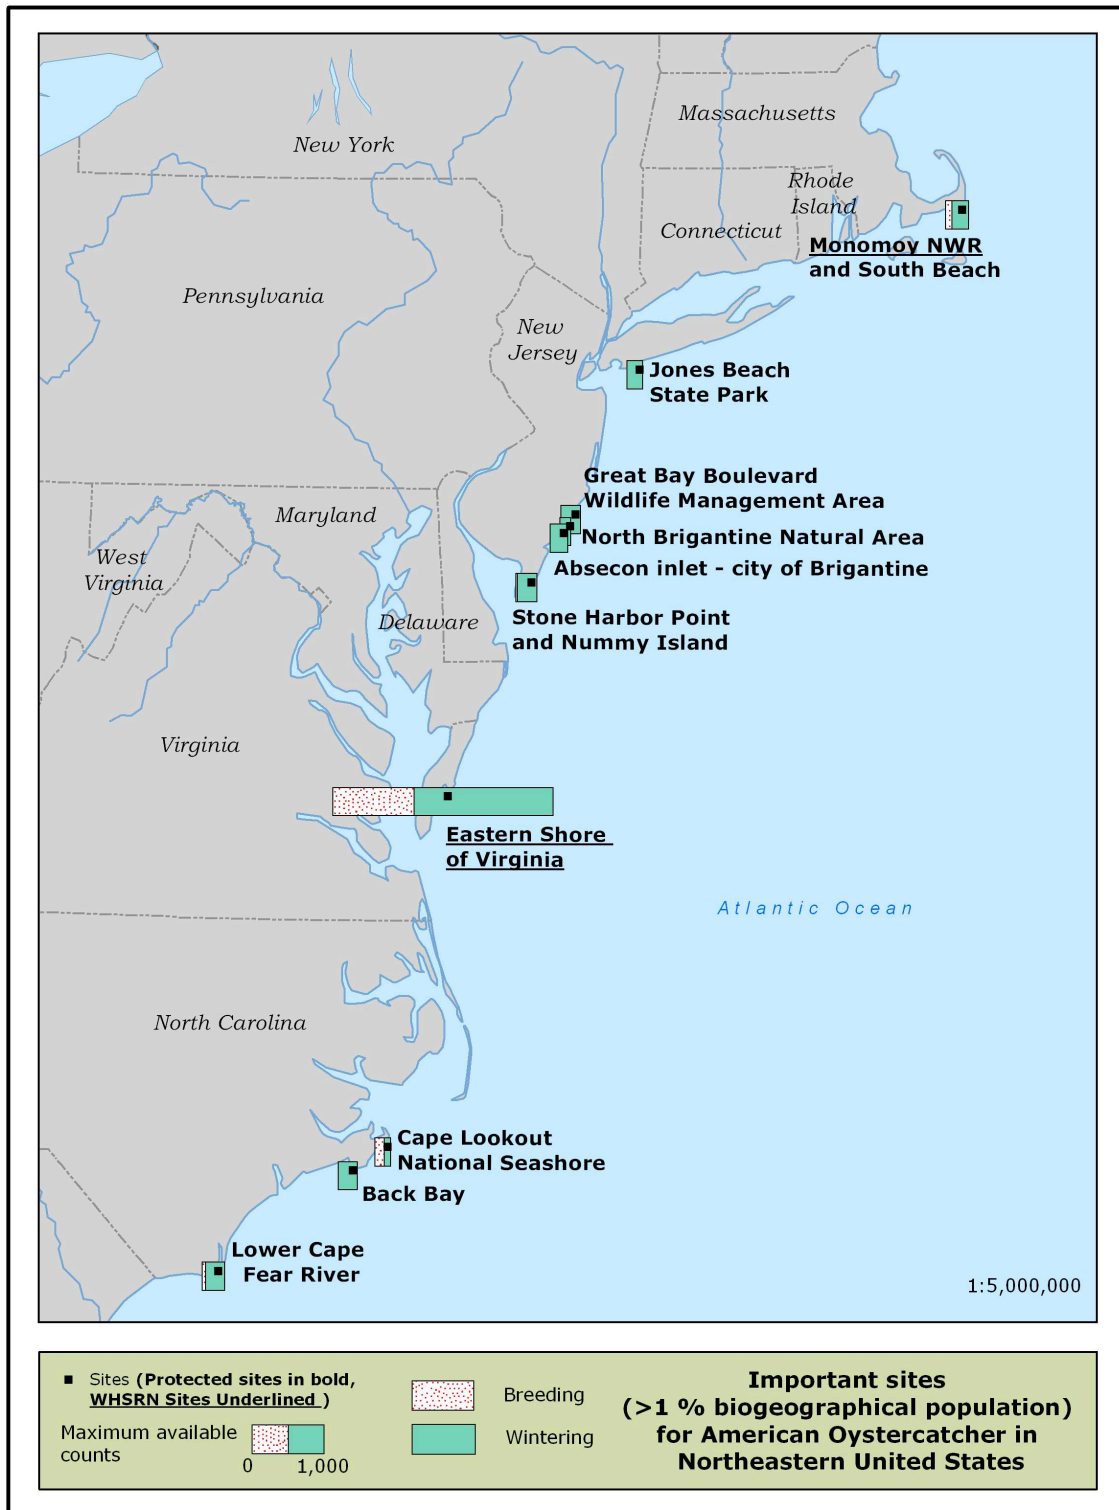 New York
Massachusetts
Rhode
Island
Connecticut
Monomoy NWR
and South Beach
Pennsylvania
New
Jersey
Jones Beach
State Park
Great Bay Boulevard
Wildlife Management Area
Maryland
North Brigantine Natural Area
West
Virginia
Absecon inlet - city of Brigantine
Delaware
Stone Harbor Point
and Nummy Island
Virginia
Eastern Shore
of Virginia
Atlantic Ocean
North Carolina
Cape Lookout
National Seashore
Back Bay
Lower Cape
Fear River
1:5,000,000
Sites (Protected sites in bold,
WHSRN Sites Underlined )
Maximum available
counts
0 1,000
Breeding
Wintering
Important sites
(>1 % biogeographical population)
for American Oystercatcher in
Northeastern United States